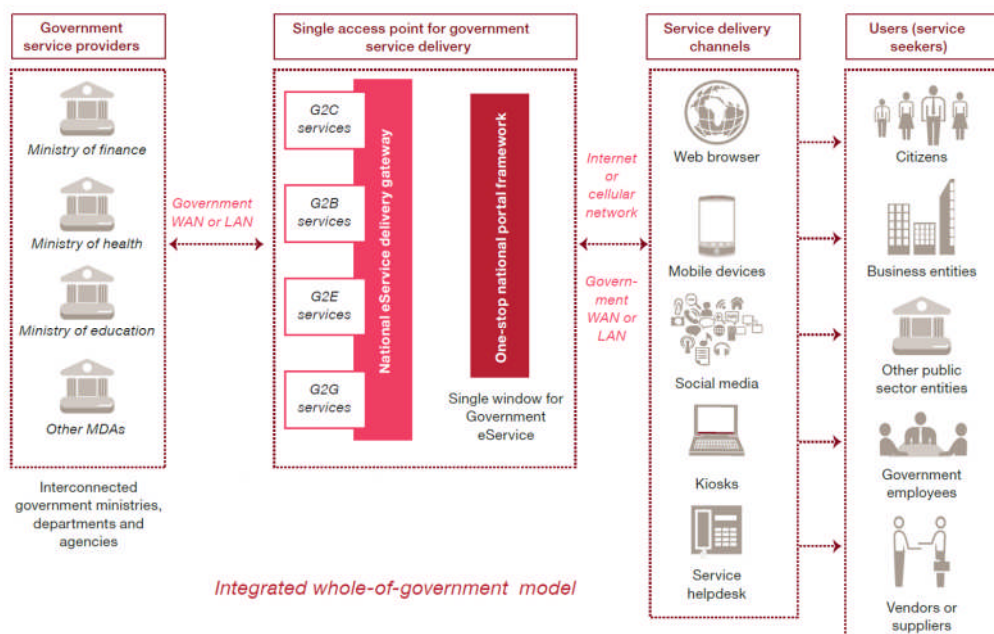 Government
service providers
Ministry of finance
Ministry of health
Ministry of education
Other MDAs
Interconnected
government ministries,
departments and
agencies
Government
WAN or LAN
Single access point for government
service delivery
G2C
services
G2B
services
G2E
services
G2G
services
National eService delivery gateway
One-stop national portal framework
Single window for
Government
eService
Internet
or
cellular
network
Govern-
ment
WAN or
LAN
Service delivery
channels
Web browser
Mobile devices
Social media
Kiosks
Service
helpdesk
Users (service
seekers)
Citizens
Business entities
Other public
sector entities
Government
employees
Vendors or
suppliers
Integrated whole-of-government model